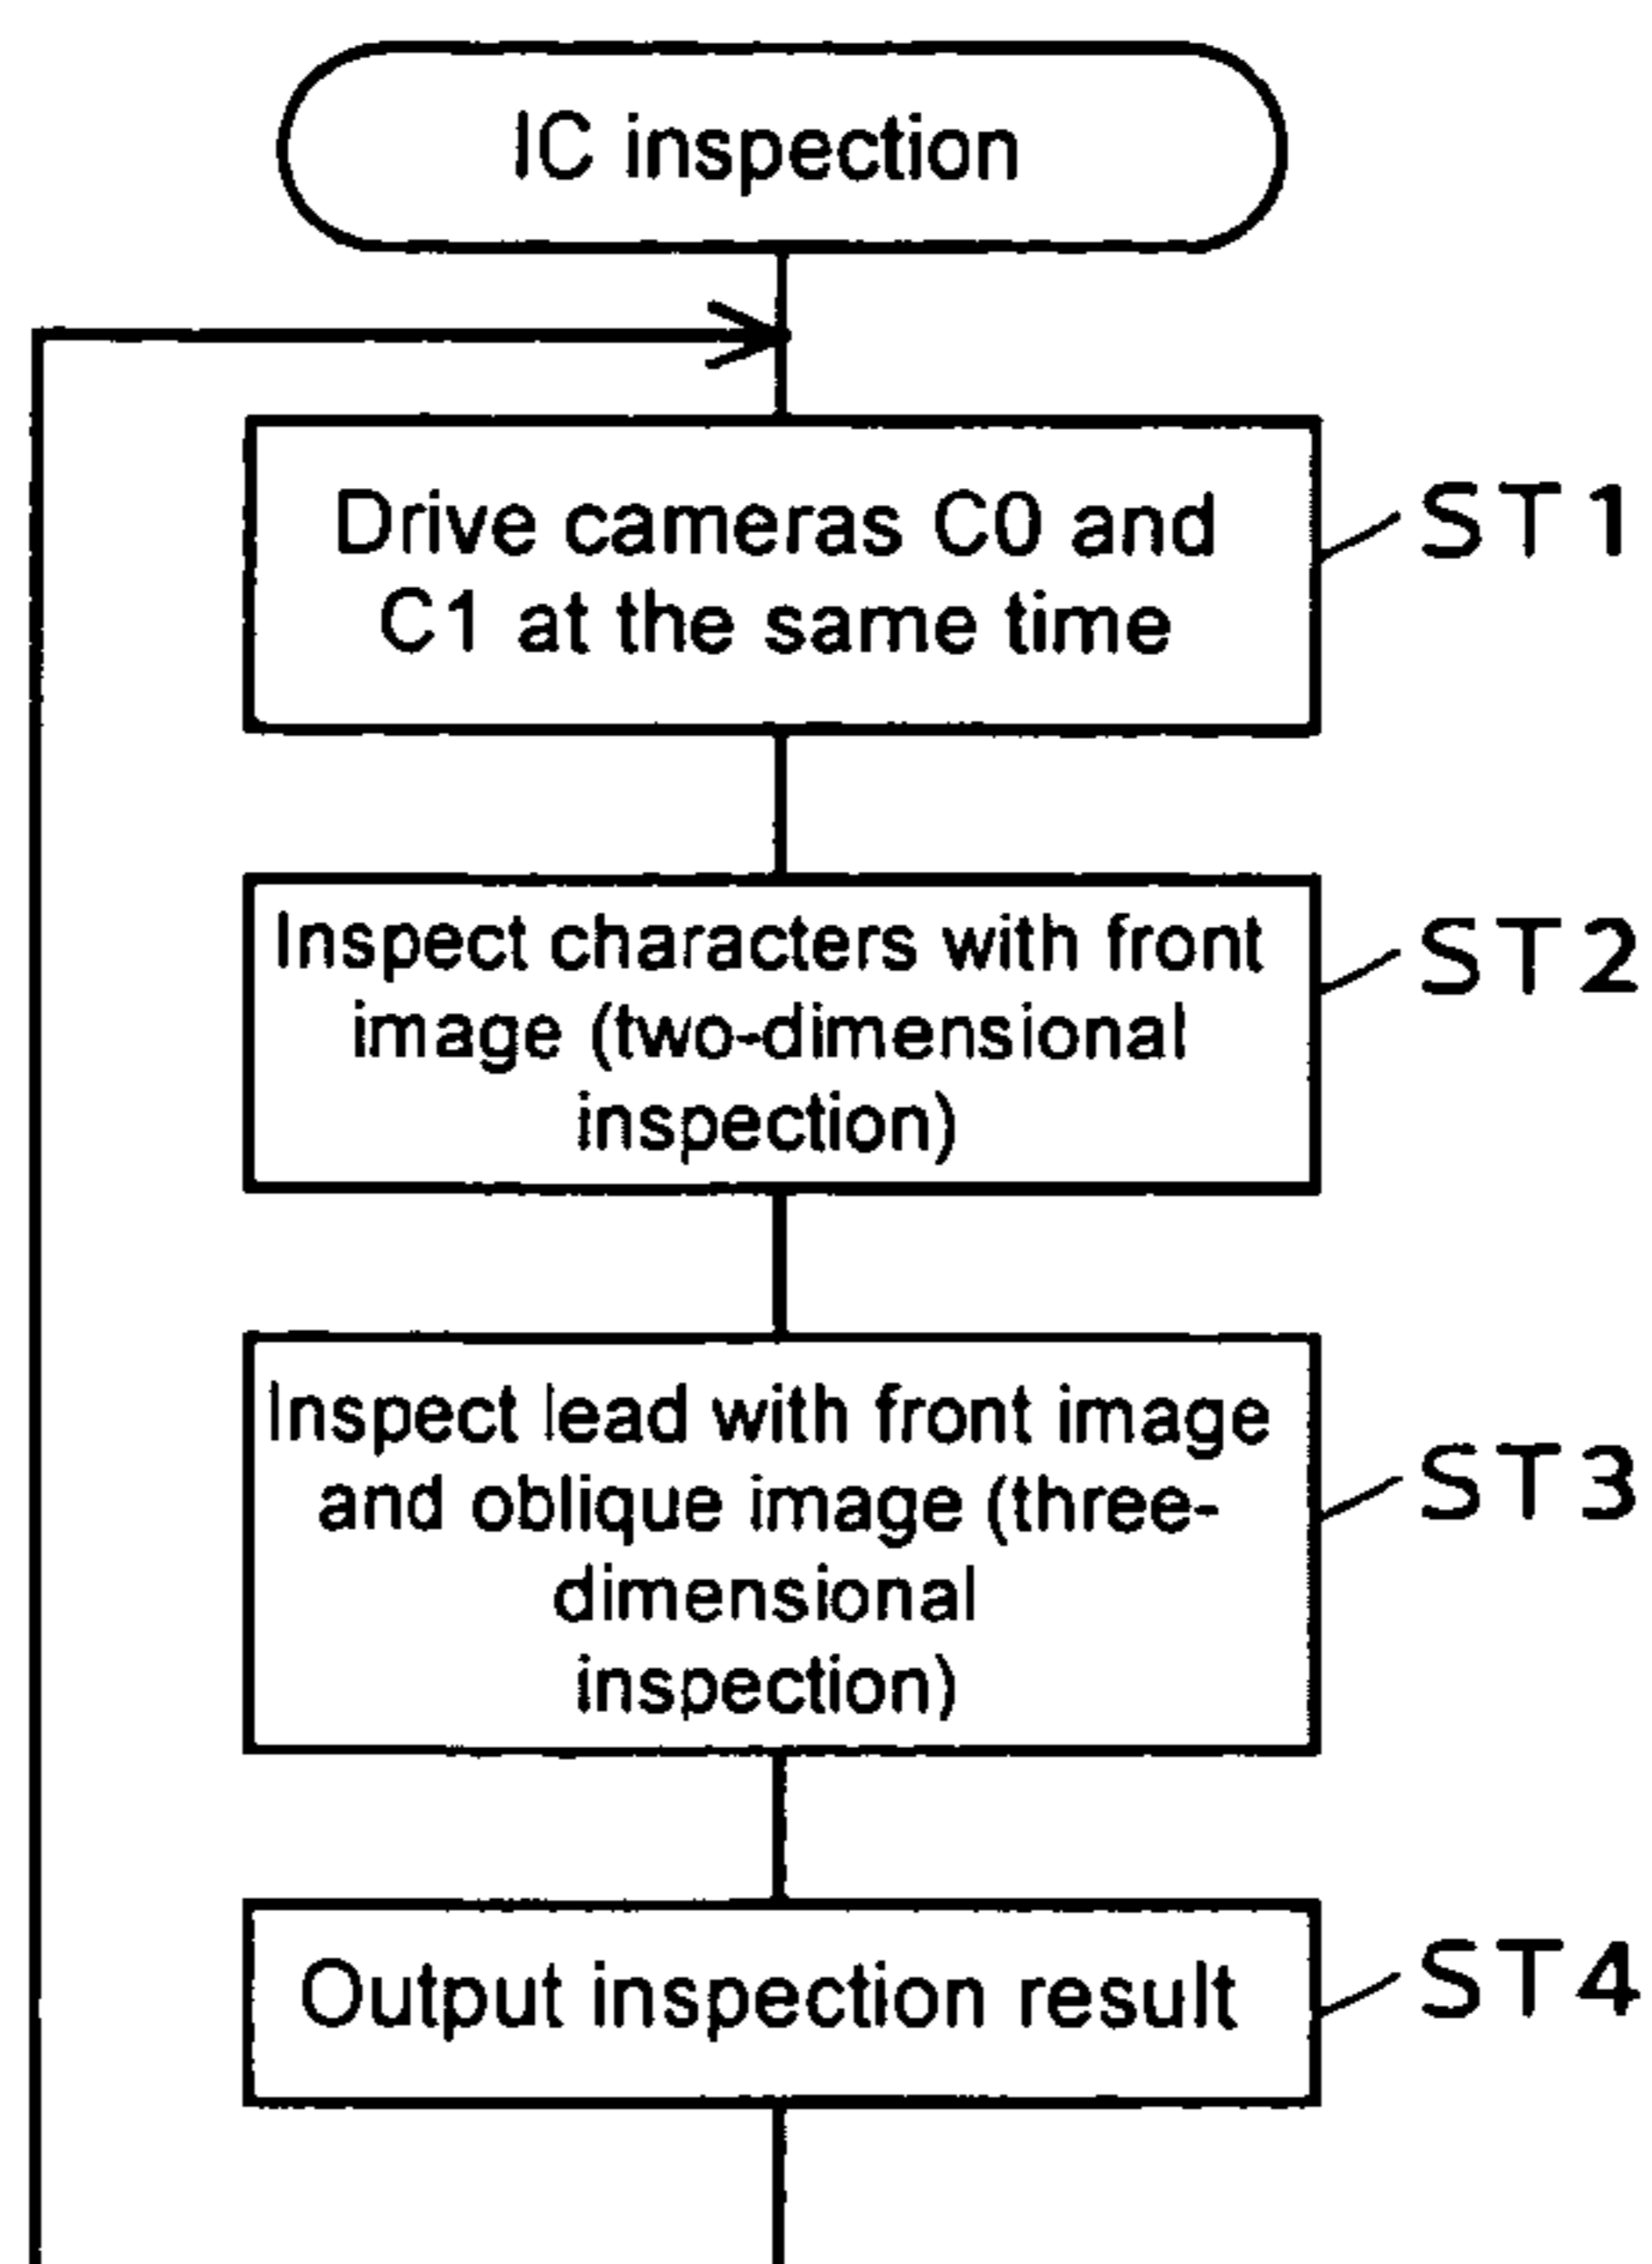 IC inspection
Drive cameras C0 and
C1 at the same time
ST1
Inspect characters with front
image (two-dimensional
inspection)
ST2
Inspect lead with front image
and oblique image (three-
dimensional
inspection)
ST3
Output inspection result
ST4